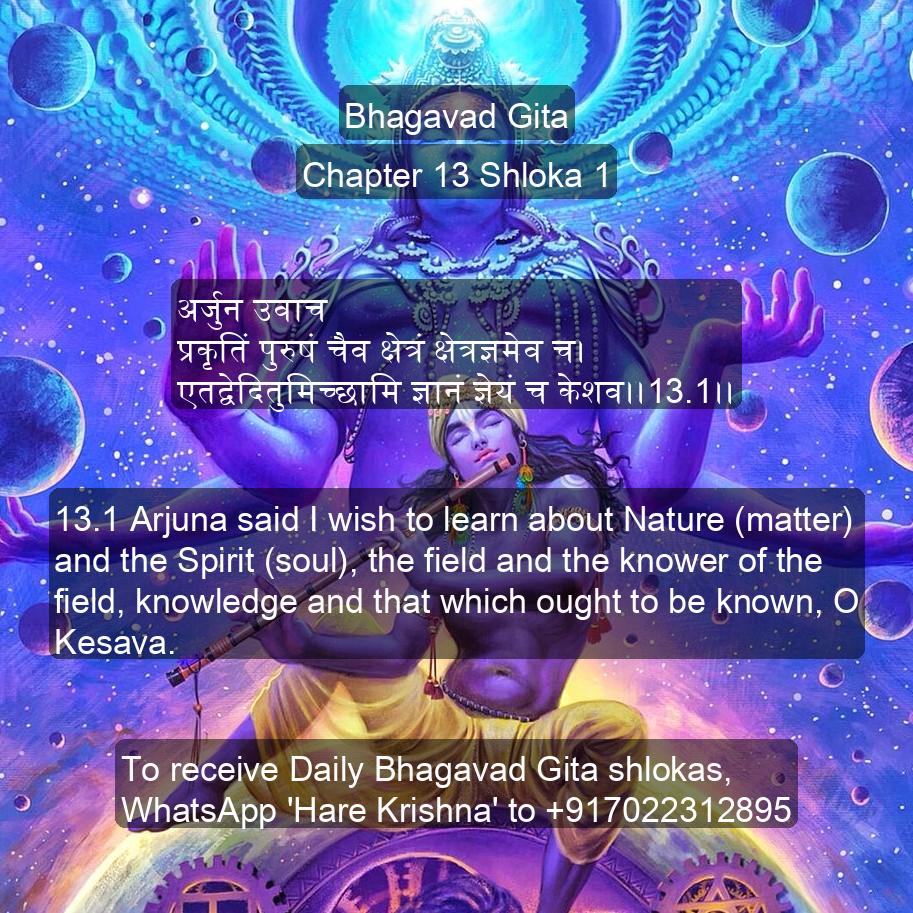 Bhagavad Gita
Chapter 13 Shloka 1
अर्जुन उवाच
प्रकृतिं पुरुषं चैव क्षेत्रं क्षेत्रज्ञमेव च।
एतद्वेदितुमिच्छामि ज्ञानं ज्ञेयं च केशव।।13.1।।
13.1 Arjuna said I wish to learn about Nature (matter)
and the Spirit (soul), the field and the knower of the
field, knowledge and that which ought to be known, O
Kesava.
To receive Daily Bhagavad Gita shlokas,
WhatsApp 'Hare Krishna' to +917022312895